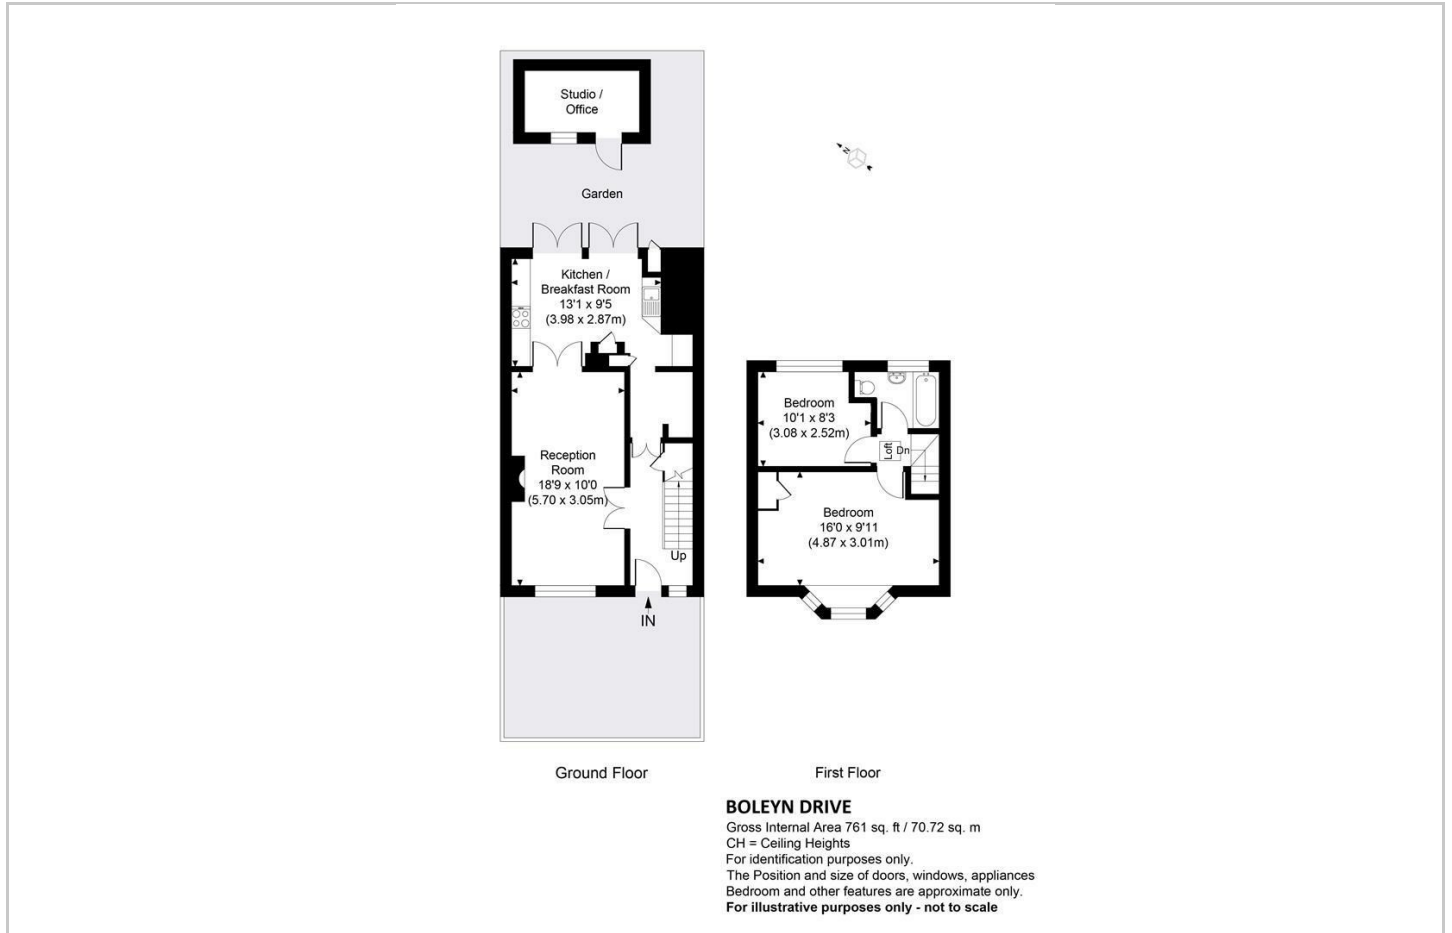 Studio /
Office
N
Garden
Kitchen /
Breakfast Room
13'1 x 9'5
(3.98 x 2.87m)
Reception
Room
18'9 x 10'0
(5.70 x 3.05m)
Up
IN
Bedroom
10'1 x 8'3
(3.08 x 2.52m)
Loft
Dn
Bedroom
16'0 x 9'11
(4.87 x 3.01m)
Ground Floor
First Floor
BOLEYN DRIVE
Gross Internal Area 761 sq. ft / 70.72 sq. m
CH = Ceiling Heights
For identification purposes only.
The Position and size of doors, windows, appliances
Bedroom and other features are approximate only.
For illustrative purposes only - not to scale